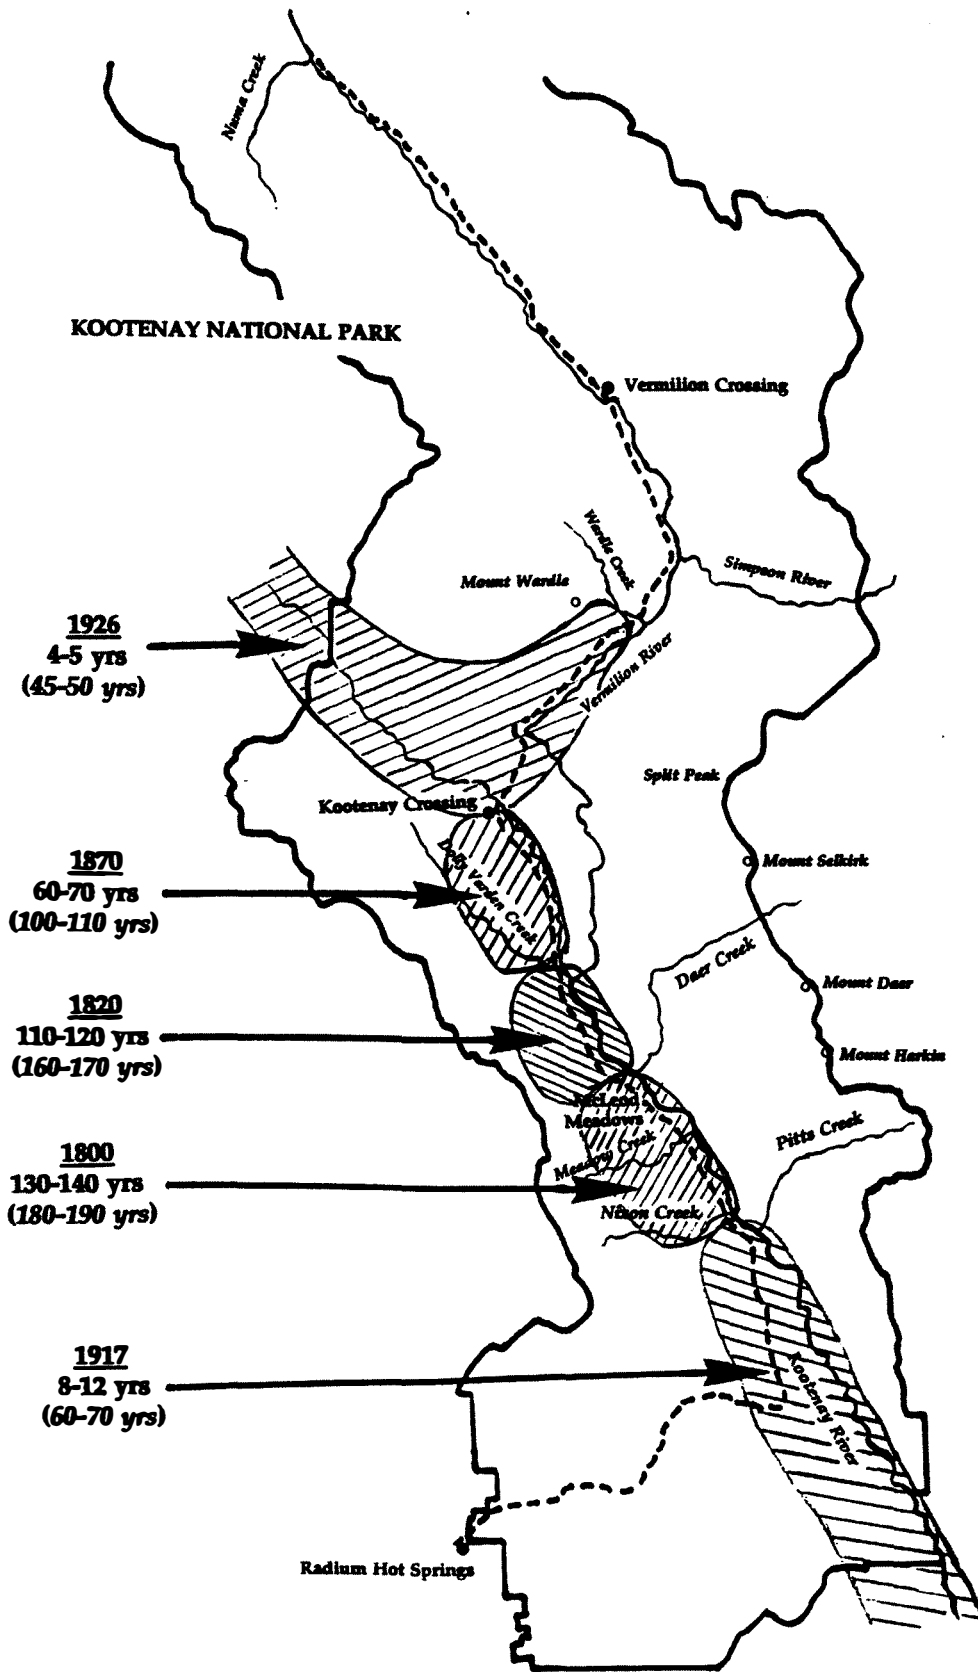 Numa Creek
KOOTENAY NATIONAL PARK
Vermilion Crossing
Wardle Creek
Simpson River
Mount Wardle
1926
4-5 yrs
(45-50 yrs)
Vermilion River
Split Peak
Kootenay Crossing
Mount Selkirk
1870
60-70 yrs
(100-110 yrs)
Dolly Varden Creek
Daer Creek
Mount Daer
1820
110-120 yrs
(160-170 yrs)
Mount Harkin
McLeod
Meadows
Pitts Creek
Meadow Creek
1800
130-140 yrs
(180-190 yrs)
Nixon Creek
1917
8-12 yrs
(60-70 yrs)
Kootenay River
Radium Hot Springs